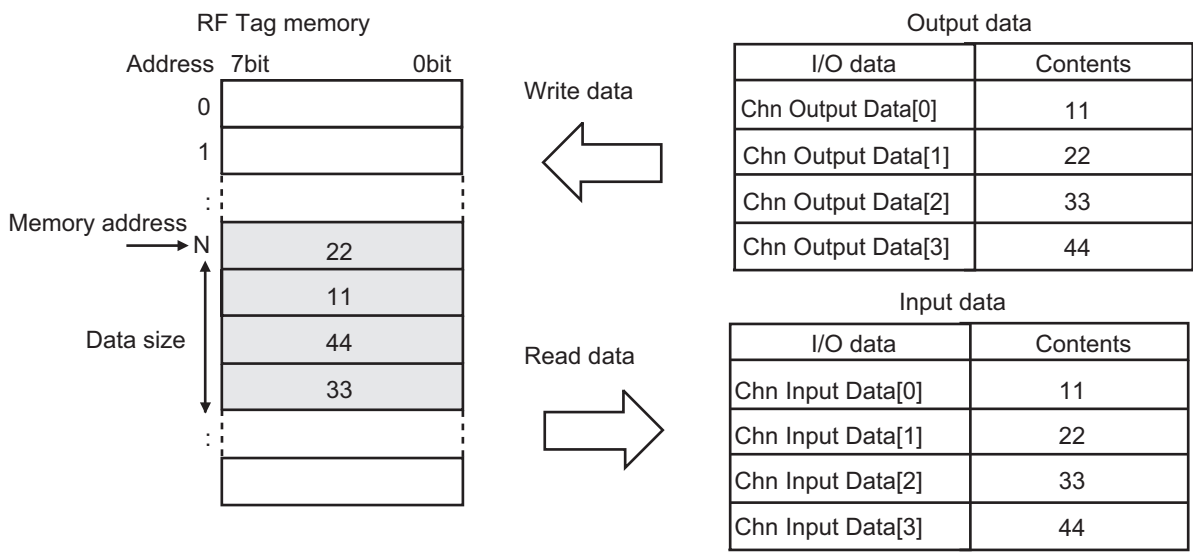 RF Tag memory
Address 7bit 0bit
0
1
:
Memory address
N
22
11
44
33
Data size
:
Write data
Read data
Output data
I/O data Contents
Chn Output Data[0] 11
Chn Output Data[1] 22
Chn Output Data[2] 33
Chn Output Data[3] 44
Input data
I/O data Contents
Chn Input Data[0] 11
Chn Input Data[1] 22
Chn Input Data[2] 33
Chn Input Data[3] 44